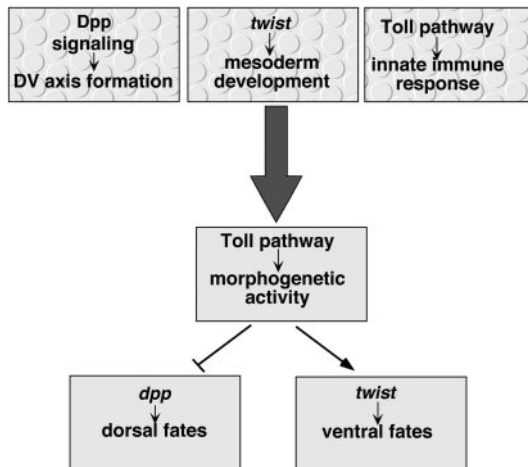 Dpp
signaling
DV axis formation
twist
mesoderm
development
Toll pathway
innate immune
response
Toll pathway
morphogenetic
activity
dpp
dorsal fates
twist
ventral fates